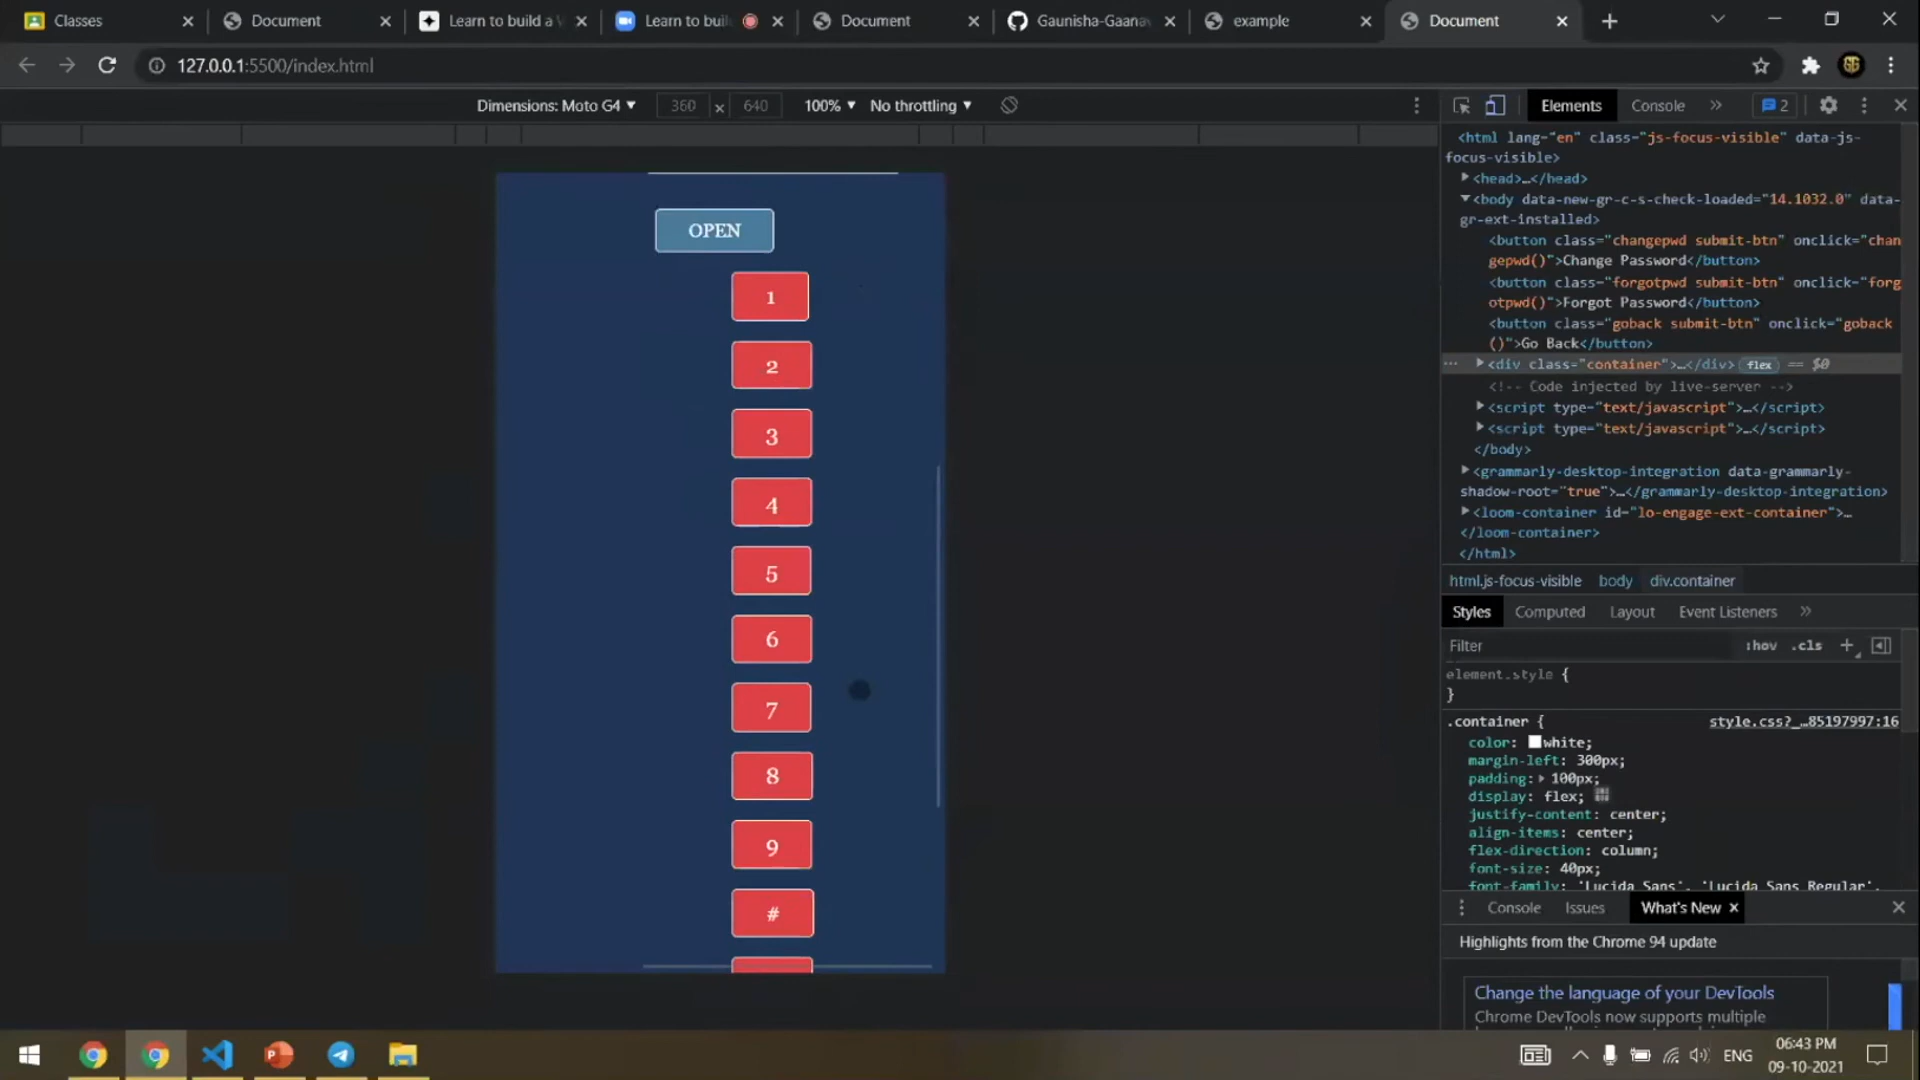 Classes
Document
Learn to build a
Learn to buil
Document
Gaunisha-Gaana
example
Document
127.0.0.1:5500/index.html
Dimensions: Moto G4 ▼ 360 × 640 100% ▼ No throttling ▼
Elements Console » 2
OPEN
1
2
3
4
5
6
7
8
9
#
<html lang="en" class="js-focus-visible" data-js-
focus-visible>
<head>…</head>
<body data-new-gr-c-s-check-loaded="14.1032.0" data-
gr-ext-installed>
<button class="changepwd submit-btn" onclick="chan
gepwd()">Change Password</button>
<button class="forgotpwd submit-btn" onclick="forg
otpwd()">Forgot Password</button>
<button class="goback submit-btn" onclick="goback
()">Go Back</button>
<div class="container">…</div> flex == $0
<!-- Code injected by live-server -->
<script type="text/javascript">…</script>
<script type="text/javascript">…</script>
</body>
<grammarly-desktop-integration data-grammarly-
shadow-root="true">…</grammarly-desktop-integration>
<loom-container id="lo-engage-ext-container">…
</loom-container>
</html>
html.js-focus-visible body div.container
Styles Computed Layout Event Listeners »
Filter :hov .cls +
element.style {
}
.container { style.css?_…85197997:16
color: white;
margin-left: 300px;
padding: 100px;
display: flex;
justify-content: center;
align-items: center;
flex-direction: column;
font-size: 40px;
font-family: 'Lucida Sans', 'Lucida Sans Regular',
Console Issues What's New ×
Highlights from the Chrome 94 update
Change the language of your DevTools
Chrome DevTools now supports multiple
ENG
06:43 PM
09-10-2021